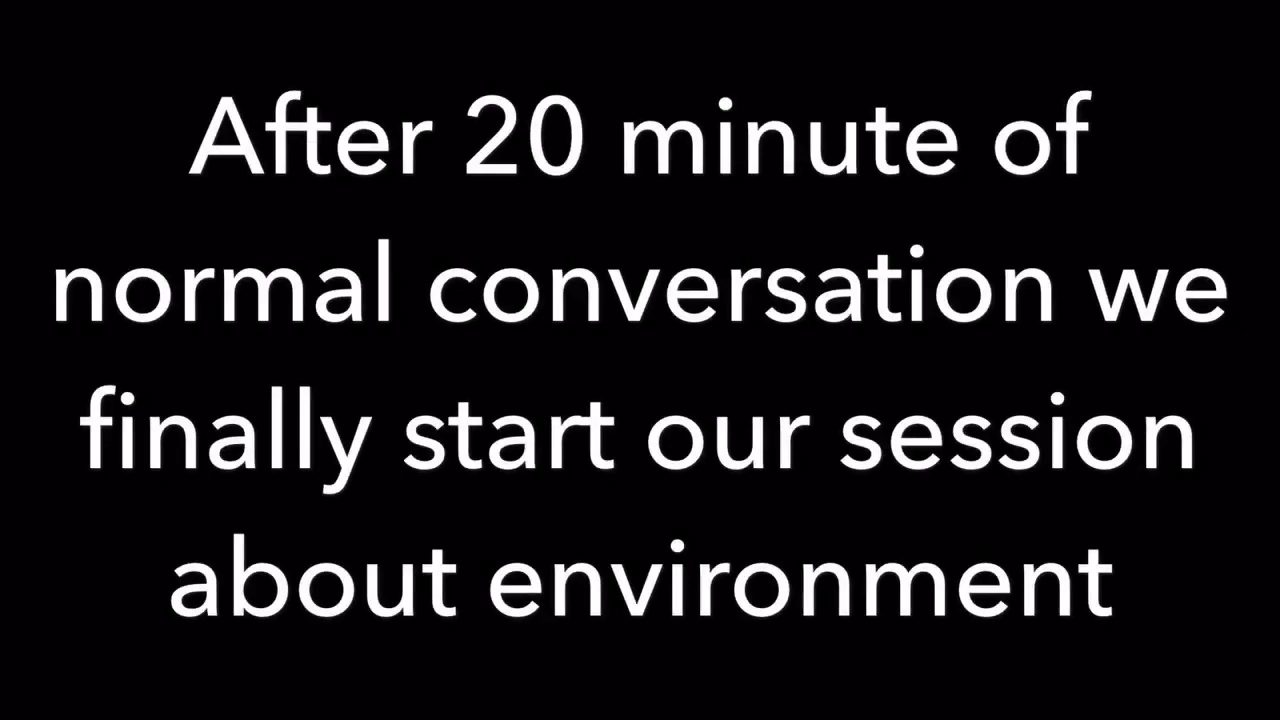 After 20 minute of
normal conversation we
finally start our session
about environment